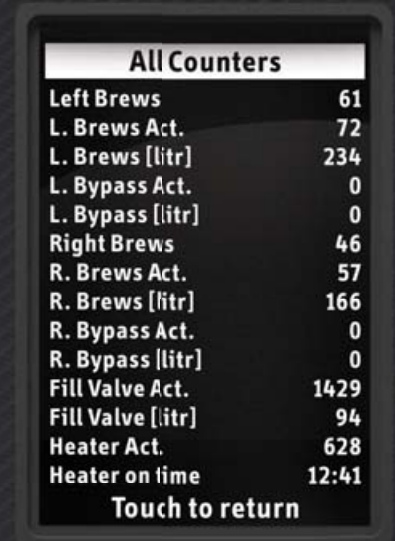 All Counters
Left Brews 61
L. Brews Act. 72
L. Brews [litr] 234
L. Bypass Act. 0
L. Bypass [litr] 0
Right Brews 46
R. Brews Act. 57
R. Brews [litr] 166
R. Bypass Act. 0
R. Bypass [litr] 0
Fill Valve Act. 1429
Fill Valve [litr] 94
Heater Act. 628
Heater on time 12:41
Touch to return